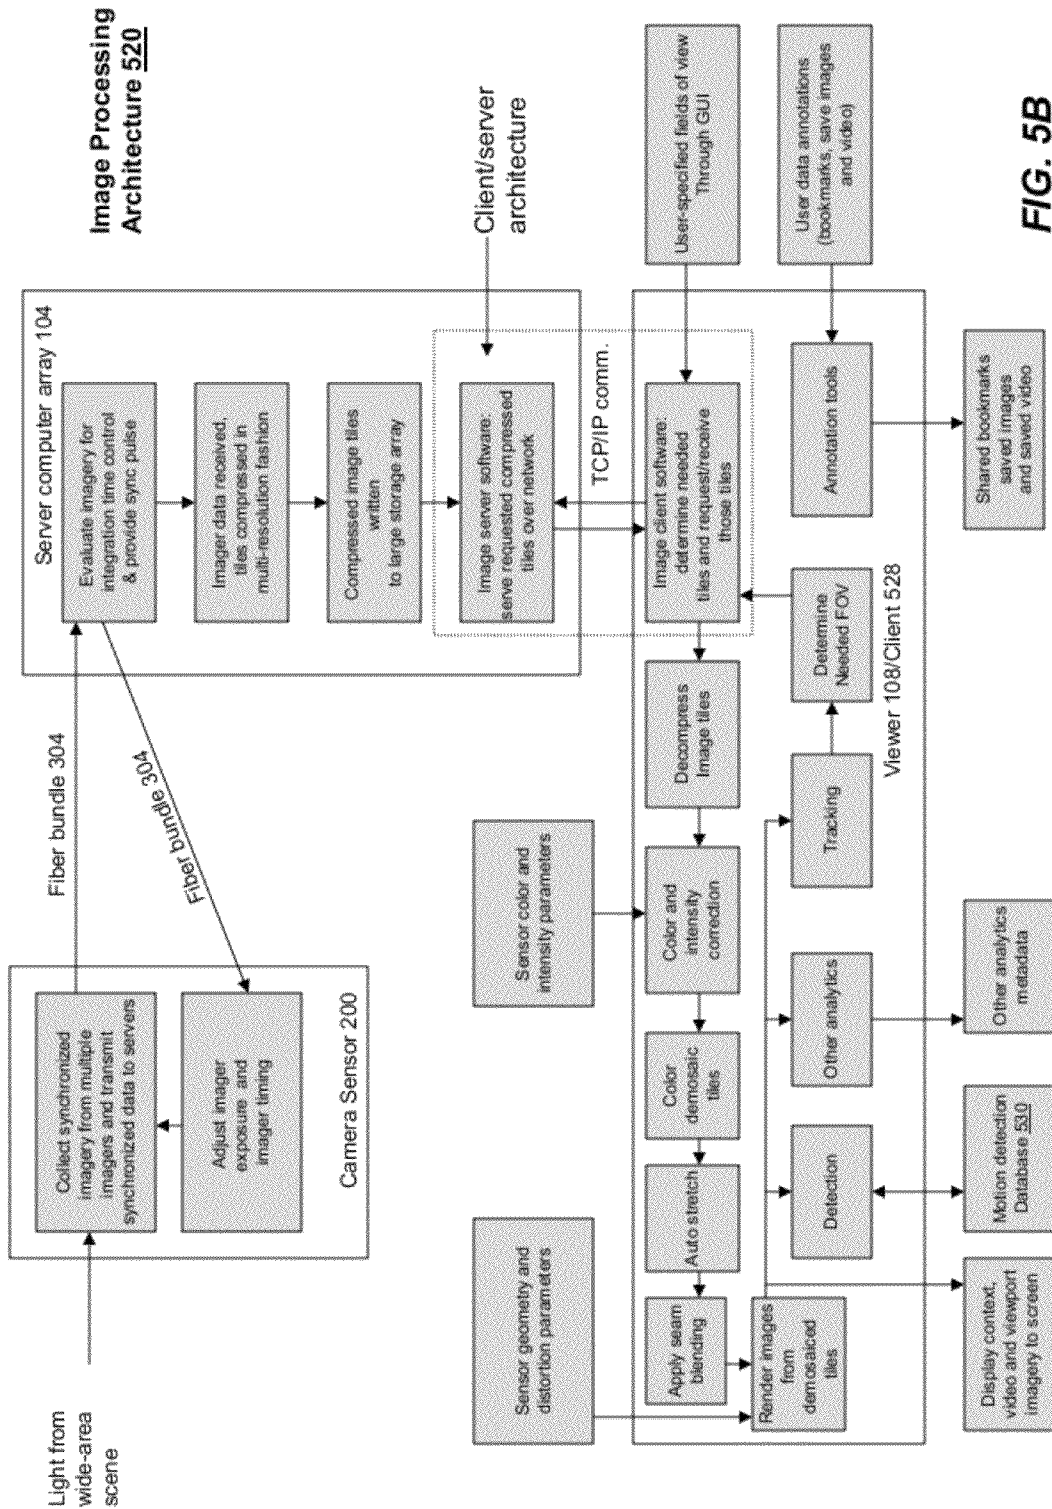 Image Processing
Architecture 520
Light from
wide-area
scene
Collect synchronized
imagery from multiple
imagers and transmit
synchronized data to servers
Adjust imager
exposure and
imager timing
Camera Sensor 200
Fiber bundle 304
Fiber bundle 304
Server computer array 104
Evaluate imagery for
integration time control
& provide sync pulse
Imager data received,
tiles compressed in
multi-resolution fashion
Compressed image tiles
written
to large storage array
Image server software:
serve requested compressed
tiles over network
Client/server
architecture
TCP/IP comm.
Sensor geometry and
distortion parameters
Sensor color and
intensity parameters
User-specified fields of view
Through GUI
User data annotations
(bookmarks, save images
and video)
Image client software:
determine needed
tiles and request/receive
those tiles
Decompress
Image tiles
Color and
intensity
correction
Color
demosaic
tiles
Auto stretch
Apply seam
blending
Render images
from
demosaiced
tiles
Detection
Other analytics
Tracking
Determine
Needed FOV
Annotation tools
Viewer 108/Client 528
Display context,
video and viewport
imagery to screen
Motion detection
Database 530
Other analytics
metadata
Shared bookmarks
saved images
and saved video
FIG. 5B